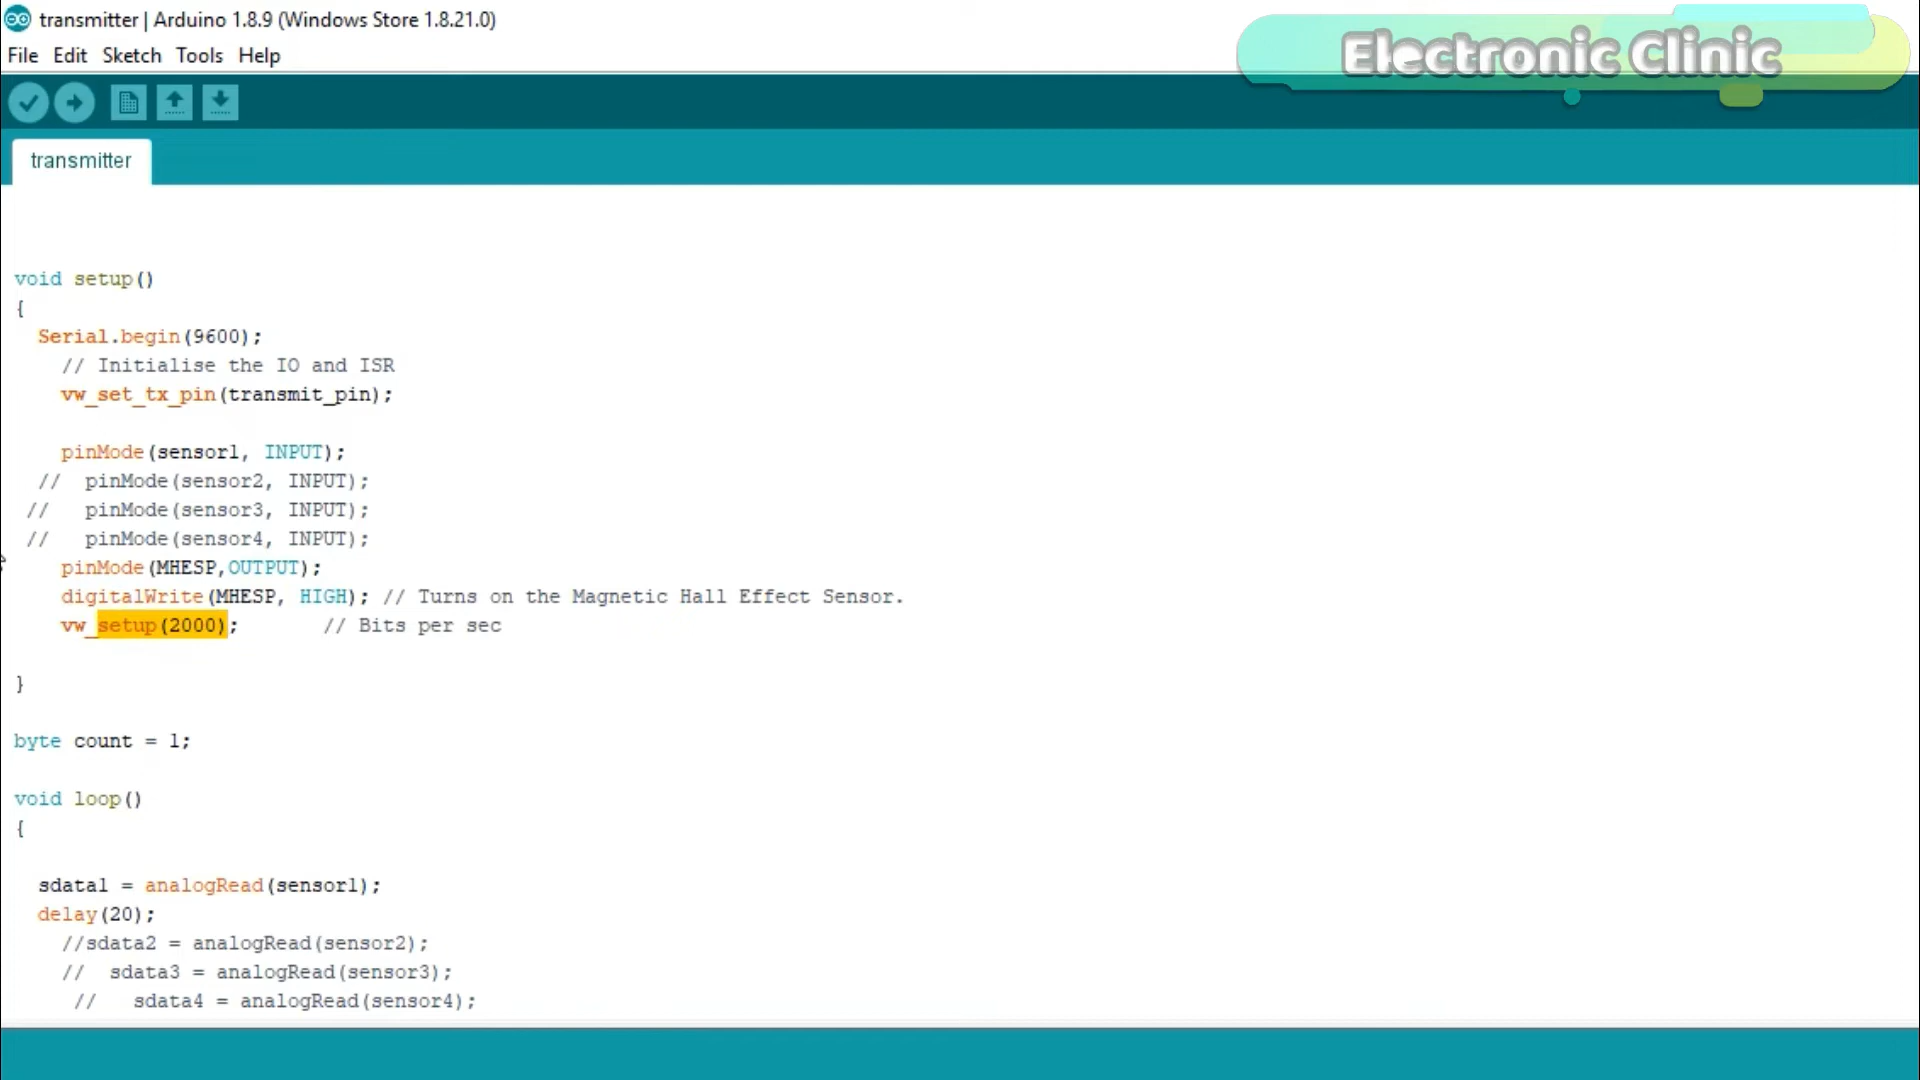 transmitter | Arduino 1.8.9 (Windows Store 1.8.21.0)
Electronic Clinic
File Edit Sketch Tools Help
transmitter
void setup()
{
Serial.begin(9600);
// Initialise the IO and ISR
vw_set_tx_pin(transmit_pin);
pinMode(sensor1, INPUT);
// pinMode(sensor2, INPUT);
// pinMode(sensor3, INPUT);
// pinMode(sensor4, INPUT);
pinMode(MHESP,OUTPUT);
digitalWrite(MHESP, HIGH); // Turns on the Magnetic Hall Effect Sensor.
vw_setup(2000); // Bits per sec
}
byte count = 1;
void loop()
{
sdata1 = analogRead(sensor1);
delay(20);
//sdata2 = analogRead(sensor2);
// sdata3 = analogRead(sensor3);
// sdata4 = analogRead(sensor4);